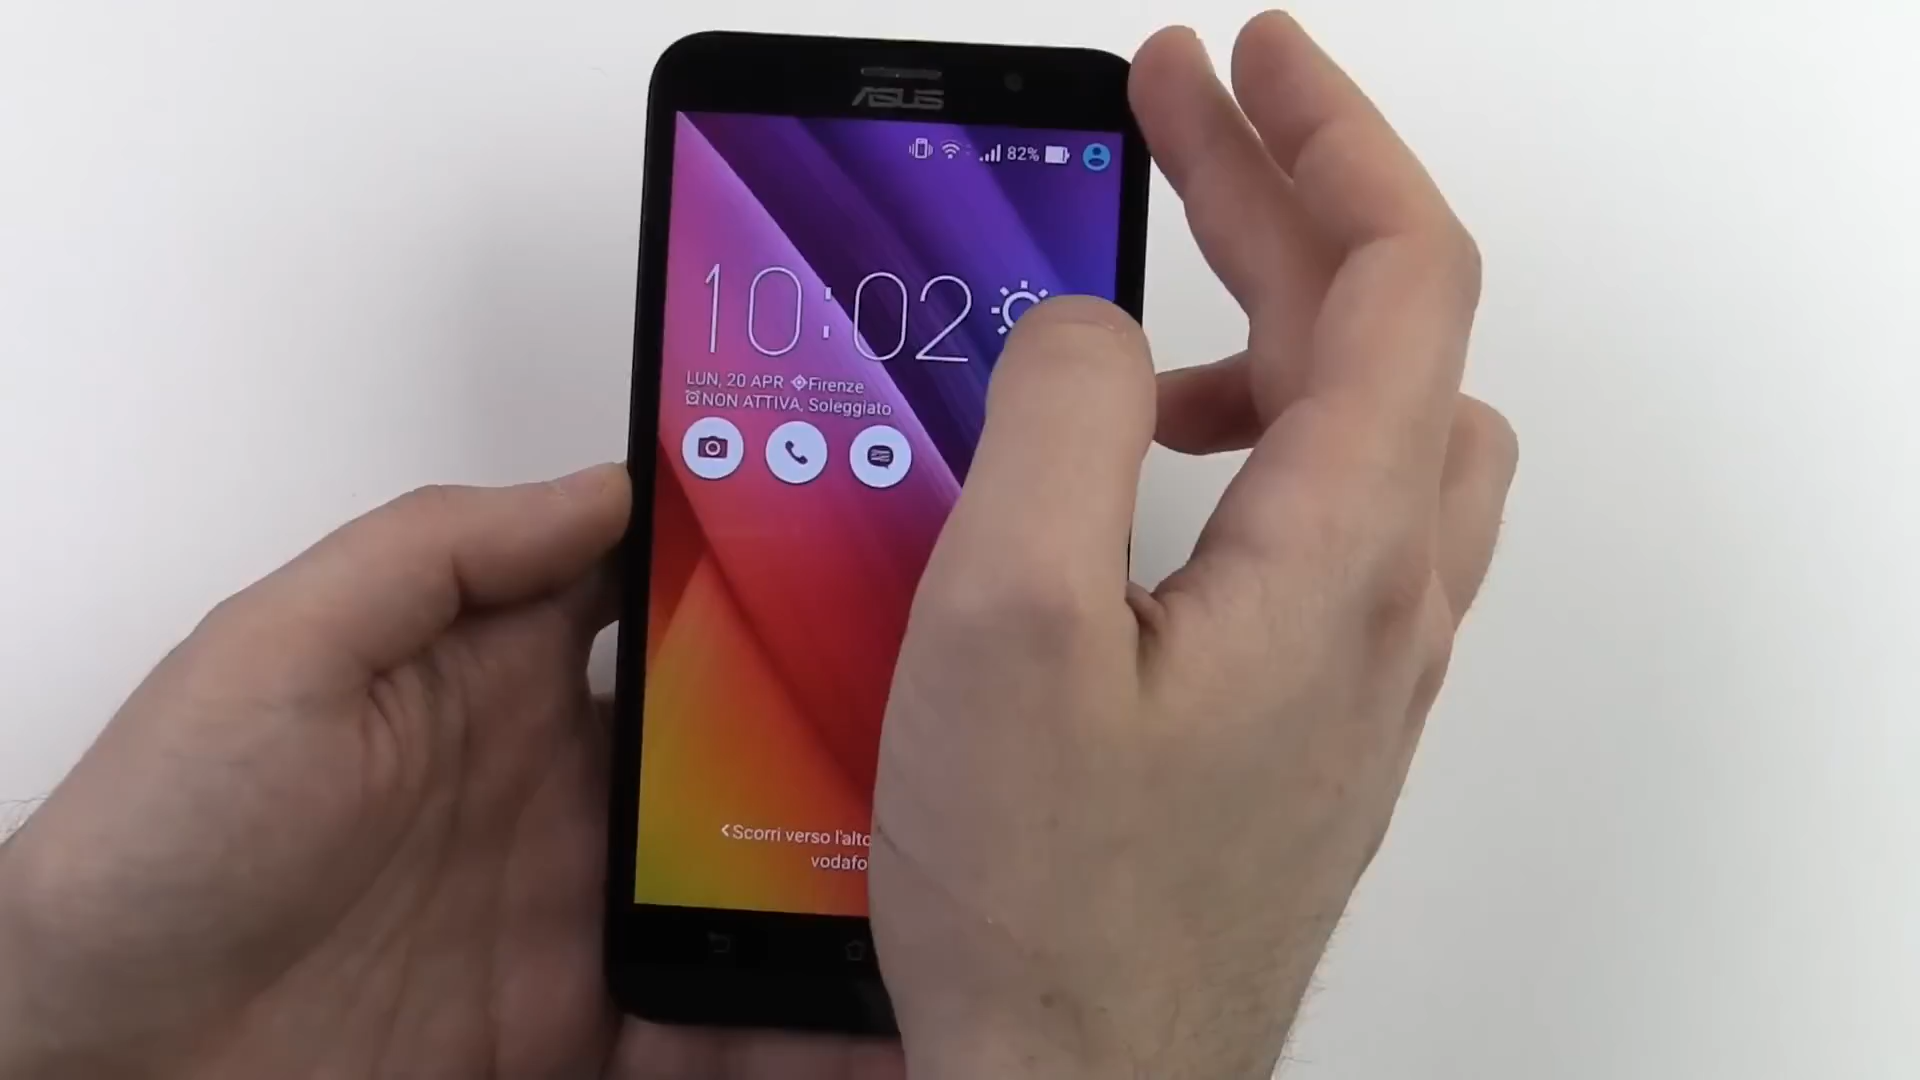 ASUS
82%
10:02
LUN, 20 APR Firenze
NON ATTIVA, Soleggiato
Scorri verso l'alto